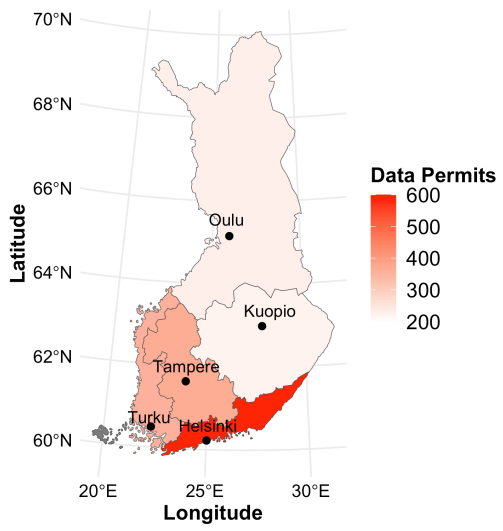 70°N
68°N
66°N
64°N
62°N
60°N
Latitude
Oulu
Kuopio
Tampere
Turku
Helsinki
20°E
25°E
30°E
Longitude
Data Permits
600
500
400
300
200